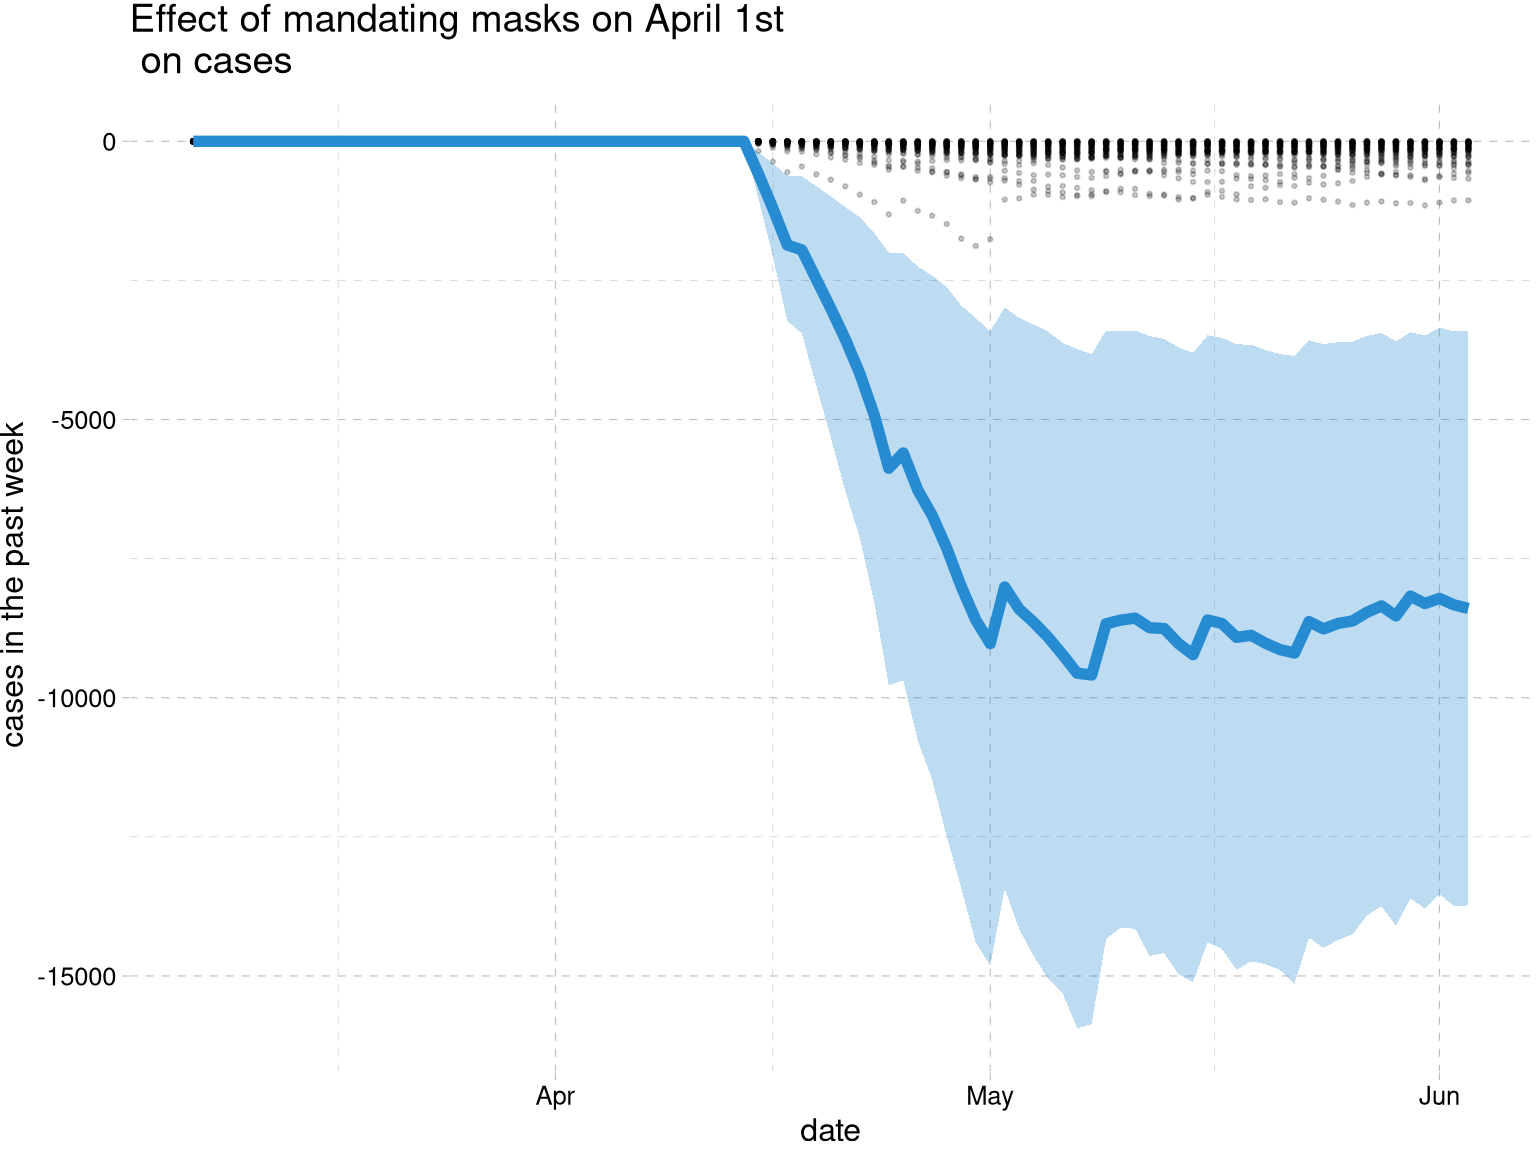 Effect of mandating masks on April 1st
on cases
cases in the past week
0
-5000
-10000
-15000
Apr
May
Jun
date